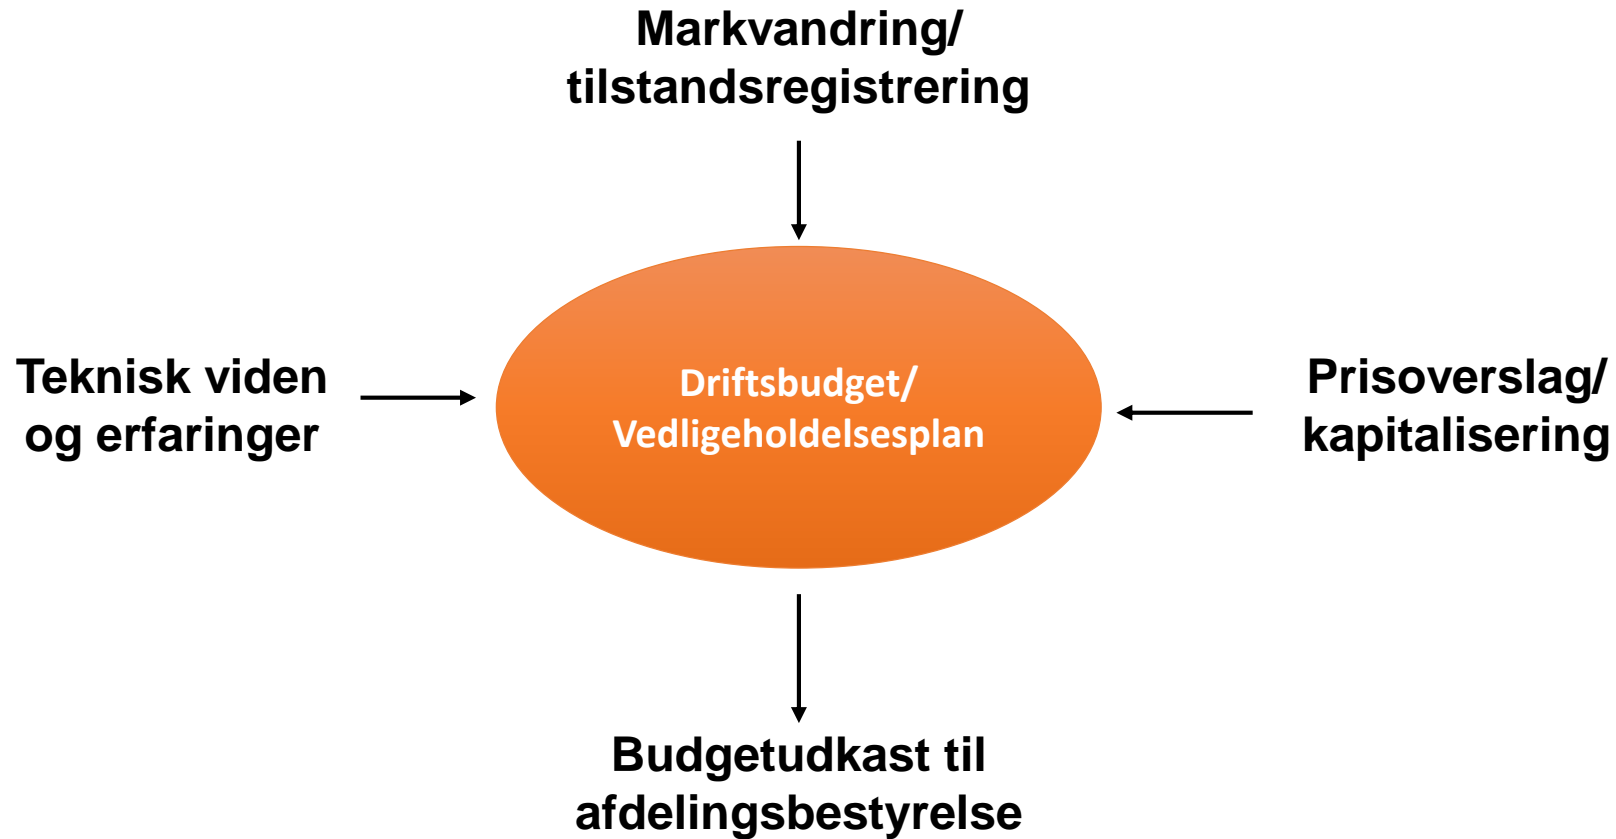 Markvandring/
tilstandsregistrering
Teknisk viden
og erfaringer
Driftsbudget/
Vedligeholdelsesplan
Prisoverslag/
kapitalisering
Budgetudkast til
afdelingsbestyrelse